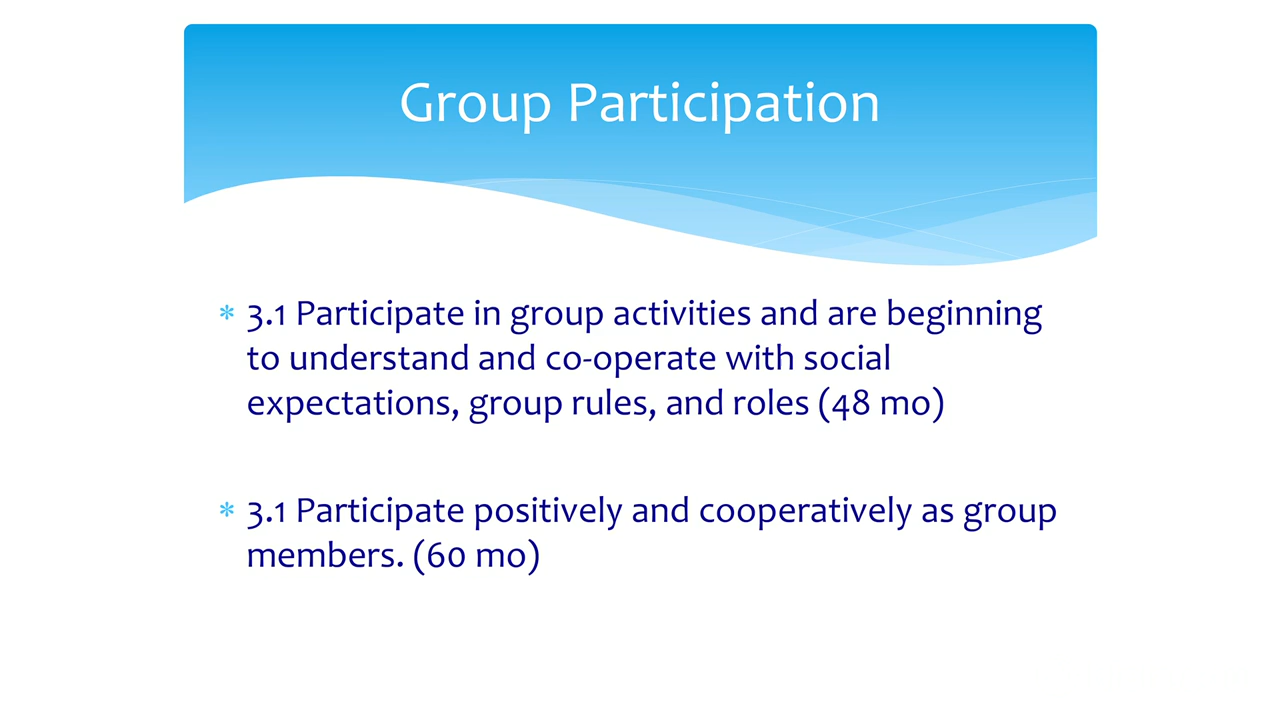 Group Participation
* 3.1 Participate in group activities and are beginning
to understand and co-operate with social
expectations, group rules, and roles (48 mo)
* 3.1 Participate positively and cooperatively as group
members. (60 mo)